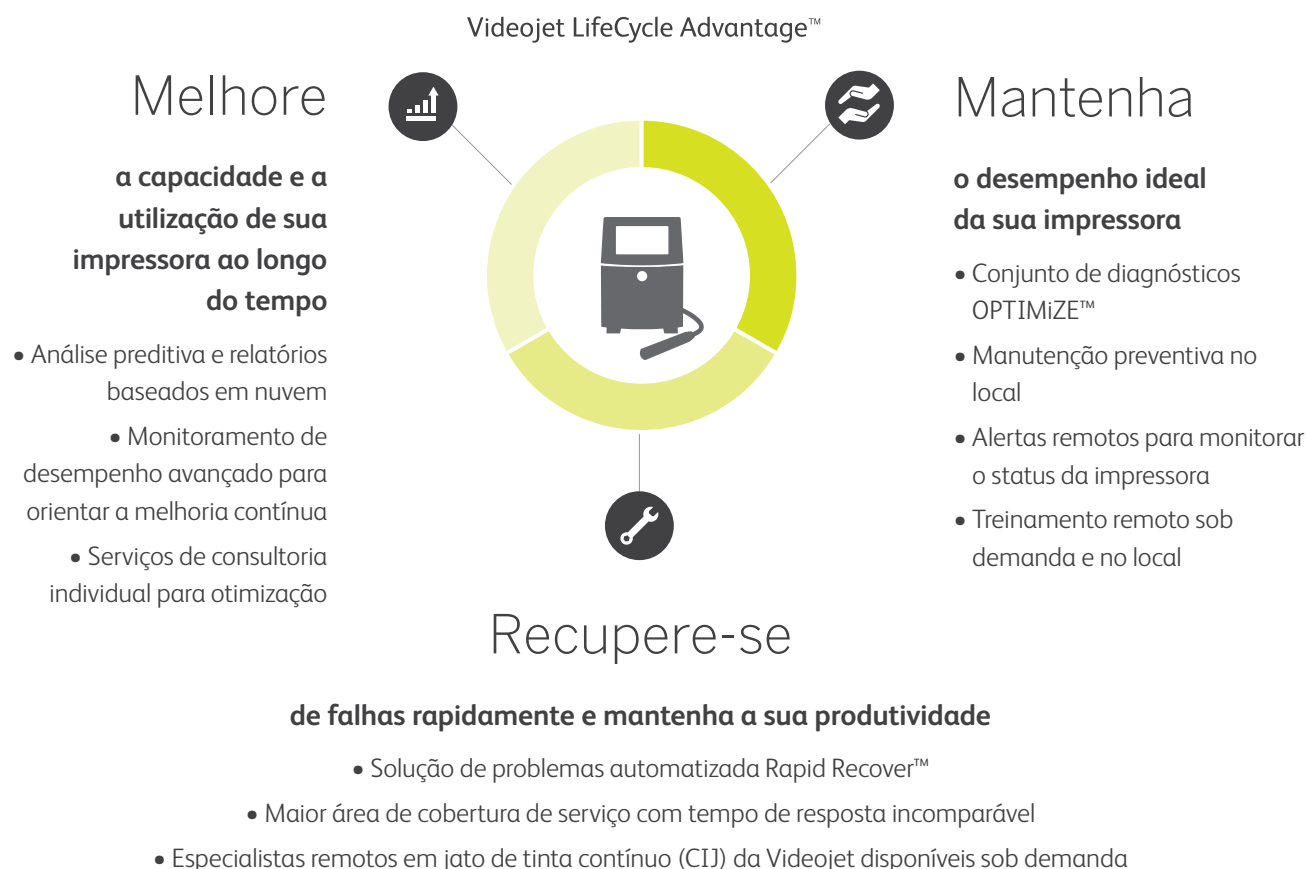 Videojet LifeCycle Advantage™
Melhore
a capacidade e a
utilização de sua
impressora ao longo
do tempo
• Análise preditiva e relatórios
baseados em nuvem
• Monitoramento de
desempenho avançado para
orientar a melhoria contínua
• Serviços de consultoria
individual para otimização
Mantenha
o desempenho ideal
da sua impressora
• Conjunto de diagnósticos
OPTIMiZE™
• Manutenção preventiva no
local
• Alertas remotos para monitorar
o status da impressora
• Treinamento remoto sob
demanda e no local
Recupere-se
de falhas rapidamente e mantenha a sua produtividade
• Solução de problemas automatizada Rapid Recover™
• Maior área de cobertura de serviço com tempo de resposta incomparável
• Especialistas remotos em jato de tinta contínuo (CIJ) da Videojet disponíveis sob demanda